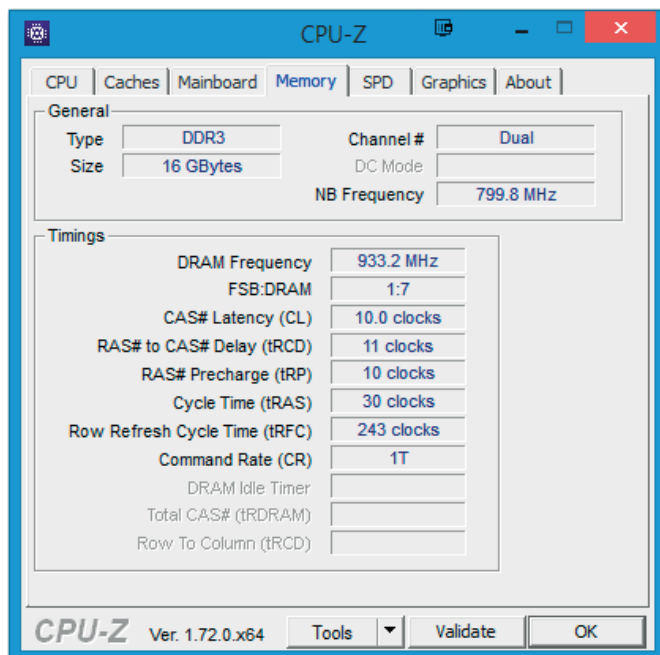 CPU-Z
CPU Caches Mainboard Memory SPD Graphics About
General
Type DDR3 Channel # Dual
Size 16 GBytes DC Mode
NB Frequency 799.8 MHz
Timings
DRAM Frequency 933.2 MHz
FSB:DRAM 1:7
CAS# Latency (CL) 10.0 clocks
RAS# to CAS# Delay (tRCD) 11 clocks
RAS# Precharge (tRP) 10 clocks
Cycle Time (tRAS) 30 clocks
Row Refresh Cycle Time (tRFC) 243 clocks
Command Rate (CR) 1T
DRAM Idle Timer
Total CAS# (tRDRAM)
Row To Column (tRCD)
CPU-Z Ver. 1.72.0.x64 Tools Validate OK